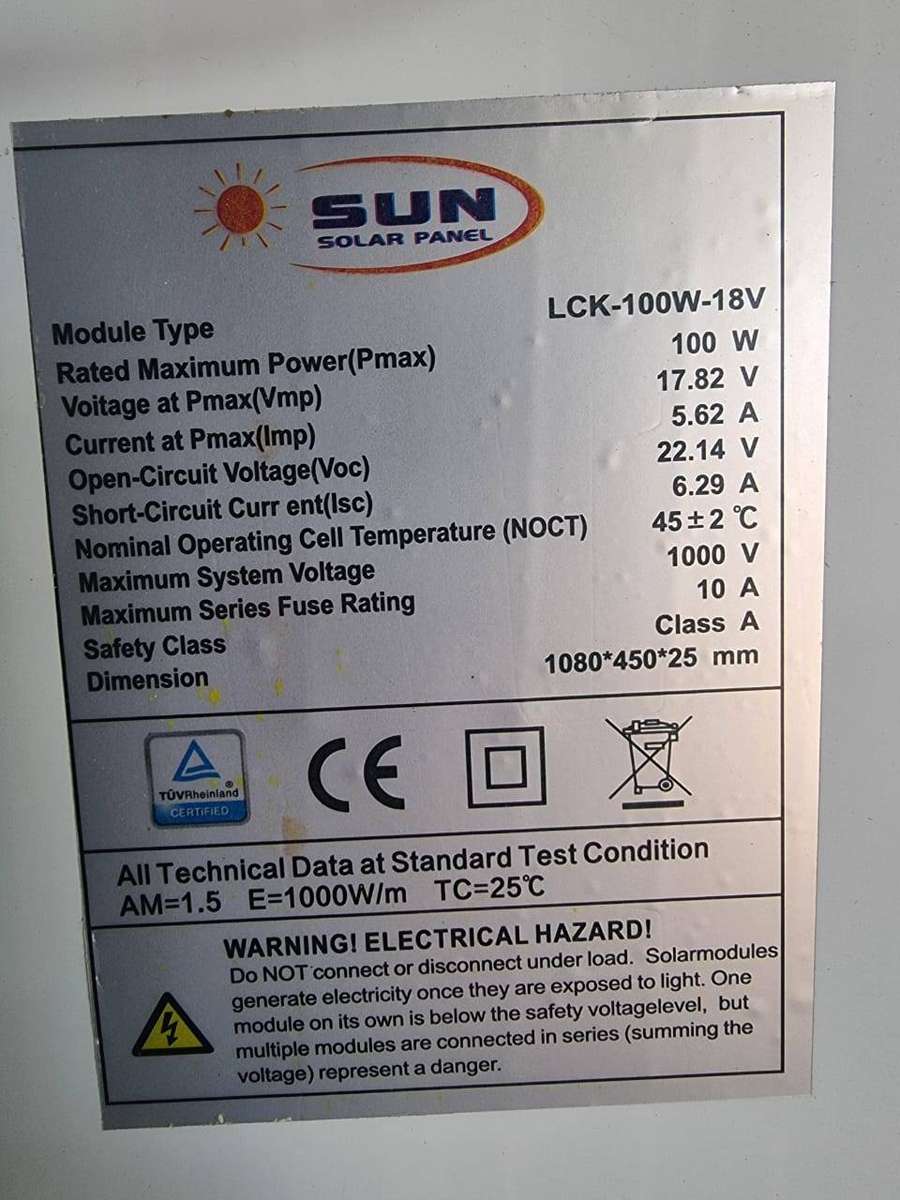 SUN
SOLAR PANEL
Module Type LCK-100W-18V
Rated Maximum Power(Pmax) 100 W
Voitage at Pmax(Vmp) 17.82 V
Current at Pmax(Imp) 5.62 A
Open-Circuit Voltage(Voc) 22.14 V
Short-Circuit Curr ent(Isc) 6.29 A
Nominal Operating Cell Temperature (NOCT) 45±2 ℃
Maximum System Voltage 1000 V
Maximum Series Fuse Rating 10 A
Safety Class Class A
Dimension 1080*450*25 mm
TÜVRheinland®
CERTIFIED
CE
All Technical Data at Standard Test Condition
AM=1.5 E=1000W/m TC=25℃
WARNING! ELECTRICAL HAZARD!
Do NOT connect or disconnect under load. Solarmodules
generate electricity once they are exposed to light. One
module on its own is below the safety voltagelevel, but
multiple modules are connected in series (summing the
voltage) represent a danger.